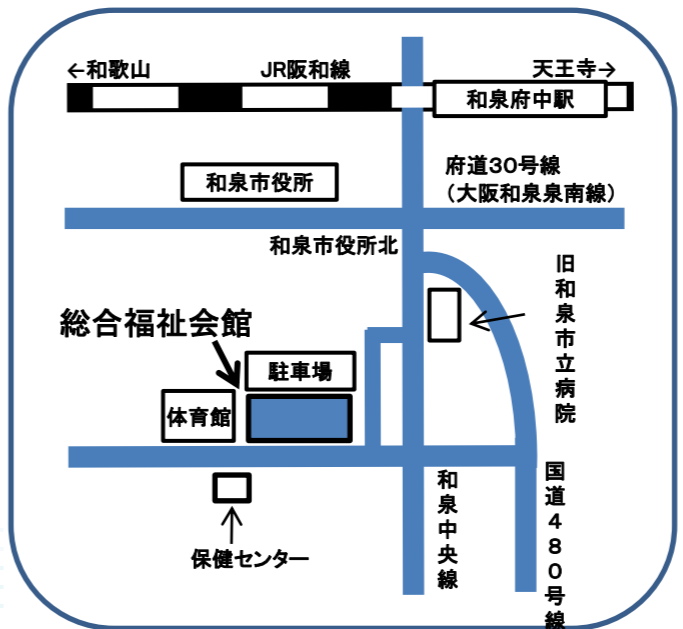 ←和歌山
JR阪和線
天王寺→
和泉府中駅
和泉市役所
府道30号線
（大阪和泉泉南線）
和泉市役所北
旧和泉市立病院
総合福祉会館
駐車場
体育館
和泉中央線
国道480号線
保健センター